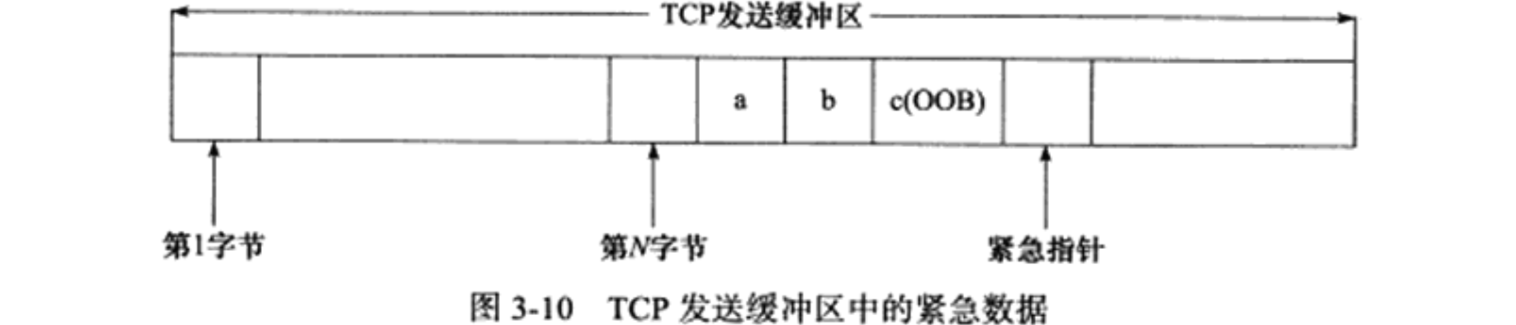 TCP发送缓冲区
a
b
c(OOB)
第1字节
第N字节
紧急指针
图 3-10 TCP 发送缓冲区中的紧急数据